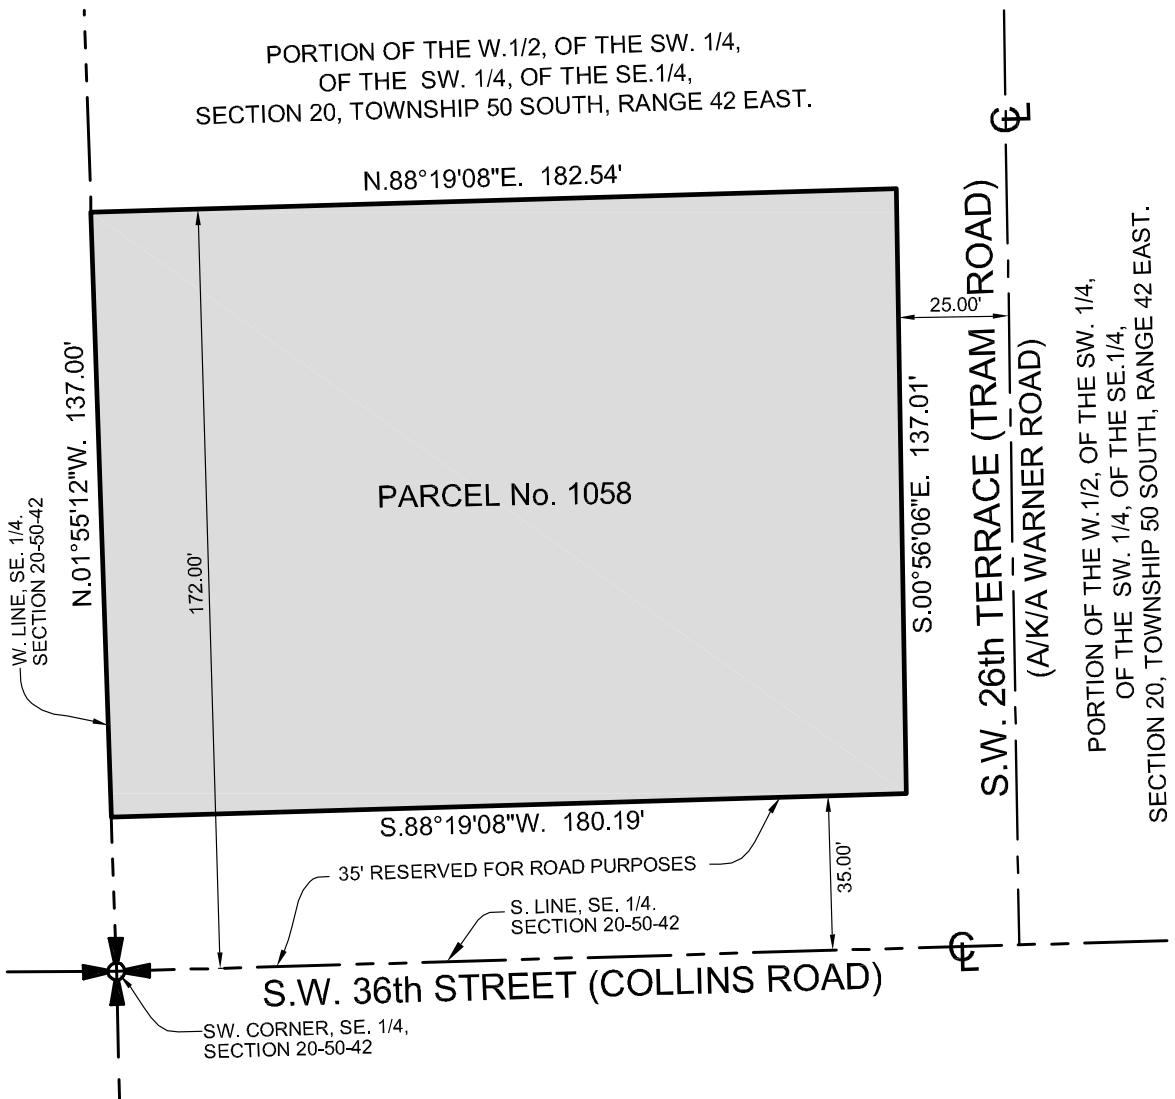 PORTION OF THE W.1/2, OF THE SW. 1/4,
OF THE SW. 1/4, OF THE SE.1/4,
SECTION 20, TOWNSHIP 50 SOUTH, RANGE 42 EAST.
N.88°19'08"E. 182.54'
25.00'
N.01°55'12"W. 137.00'
172.00'
PARCEL No. 1058
S.00°56'06"E. 137.01'
S.W. 26th TERRACE (TRAM ROAD)
(A/K/A WARNER ROAD)
PORTION OF THE W.1/2, OF THE SW. 1/4,
OF THE SW. 1/4, OF THE SE.1/4,
SECTION 20, TOWNSHIP 50 SOUTH, RANGE 42 EAST.
W. LINE, SE. 1/4.
SECTION 20-50-42
S.88°19'08"W. 180.19'
35' RESERVED FOR ROAD PURPOSES
35.00'
S. LINE, SE. 1/4.
SECTION 20-50-42
S.W. 36th STREET (COLLINS ROAD)
SW. CORNER, SE. 1/4,
SECTION 20-50-42